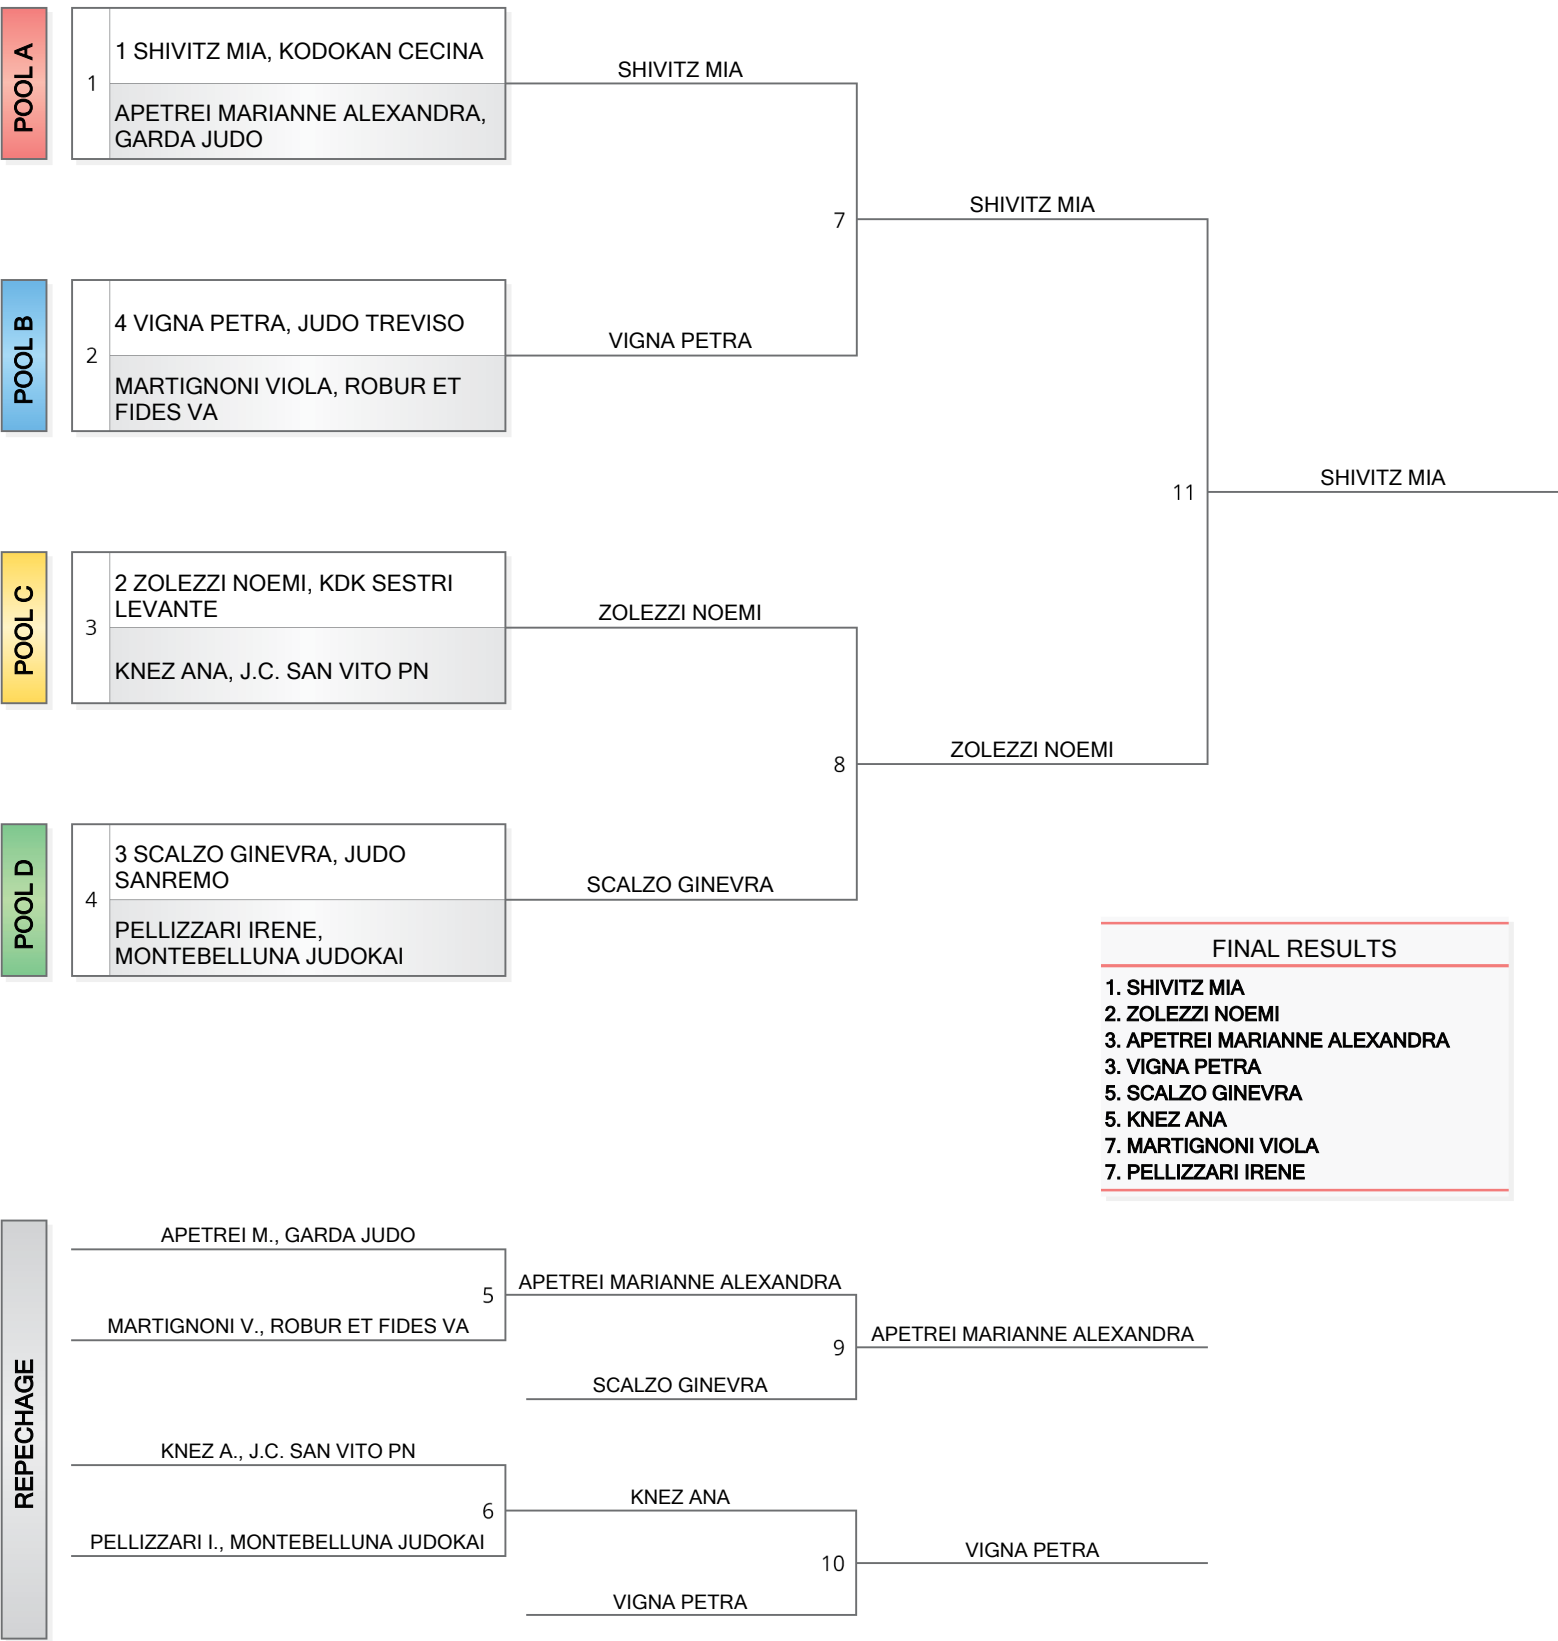 POOL A
1
1 SHIVITZ MIA, KODOKAN CECINA
APETREI MARIANNE ALEXANDRA,
GARDA JUDO
SHIVITZ MIA
7
SHIVITZ MIA
POOL B
2
4 VIGNA PETRA, JUDO TREVISO
MARTIGNONI VIOLA, ROBUR ET
FIDES VA
VIGNA PETRA
11
SHIVITZ MIA
POOL C
3
2 ZOLEZZI NOEMI, KDK SESTRI
LEVANTE
KNEZ ANA, J.C. SAN VITO PN
ZOLEZZI NOEMI
8
ZOLEZZI NOEMI
POOL D
4
3 SCALZO GINEVRA, JUDO
SANREMO
PELLIZZARI IRENE,
MONTEBELLUNA JUDOKAI
SCALZO GINEVRA
FINAL RESULTS
1. SHIVITZ MIA
2. ZOLEZZI NOEMI
3. APETREI MARIANNE ALEXANDRA
3. VIGNA PETRA
5. SCALZO GINEVRA
5. KNEZ ANA
7. MARTIGNONI VIOLA
7. PELLIZZARI IRENE
REPECHAGE
APETREI M., GARDA JUDO
5
MARTIGNONI V., ROBUR ET FIDES VA
APETREI MARIANNE ALEXANDRA
9
SCALZO GINEVRA
APETREI MARIANNE ALEXANDRA
KNEZ A., J.C. SAN VITO PN
6
PELLIZZARI I., MONTEBELLUNA JUDOKAI
KNEZ ANA
10
VIGNA PETRA
VIGNA PETRA